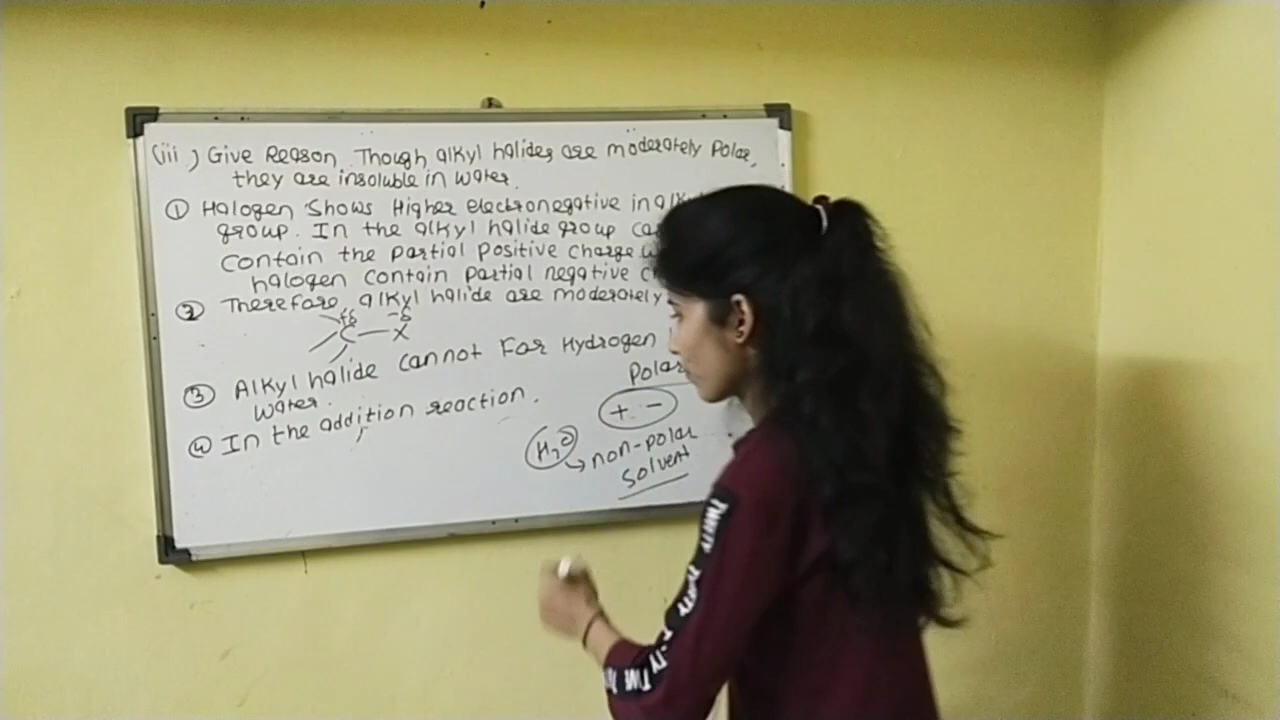 (iii) Give Reason. Though alkyl halides are moderately Polar,
they are insoluble in water.
① Halogen Shows Higher electronegative in
group. In the alkyl halide group
contain the partial positive charge
halogen contain partial negative
② Therefore, alkyl halide are moderately
+δ -δ
C — X
③ Alkyl halide cannot For Hydrogen
water.
④ In the addition reaction.
Polar
+ -
H₂O → non-polar
solvent